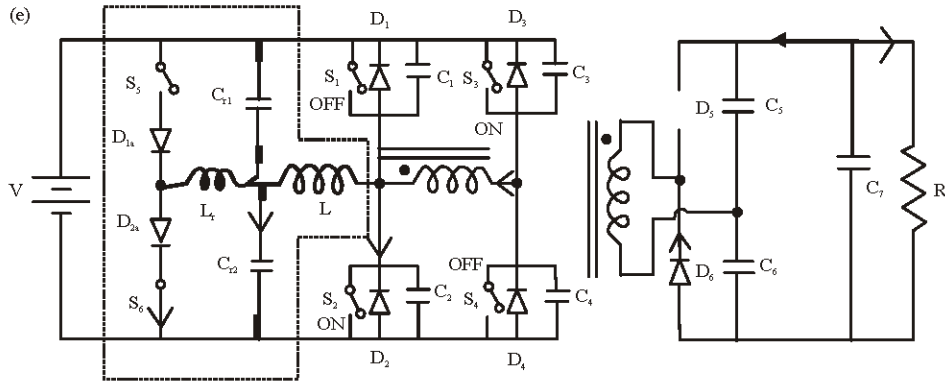 (e)
D1 D3
S5 Cr1 S1 C1 S3 C3
OFF
ON
D1a D5 C5
V Lr L C7 R
D2a
Cr2 OFF D6 C6
S6 S2 C2 S4 C4
ON
D2 D4